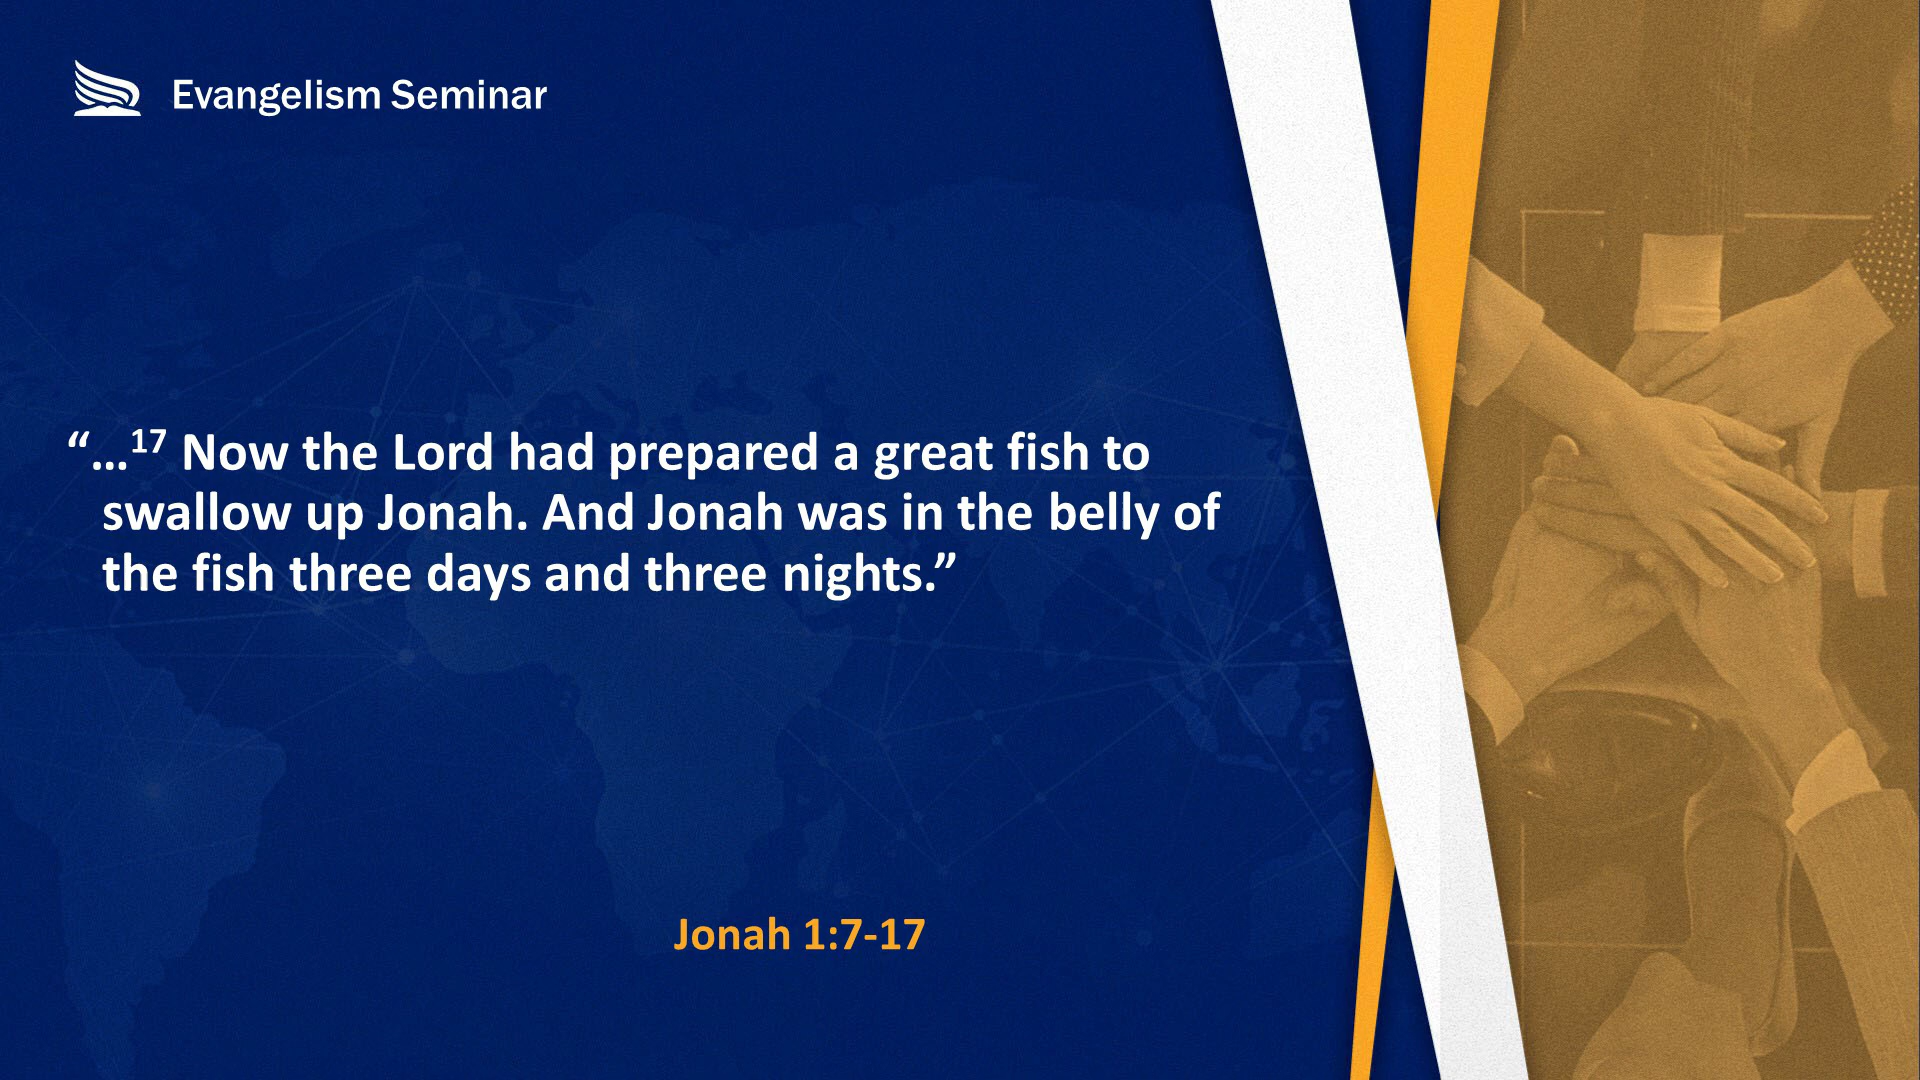 Evangelism Seminar
“…17 Now the Lord had prepared a great fish to
swallow up Jonah. And Jonah was in the belly of
the fish three days and three nights.”
Jonah 1:7-17